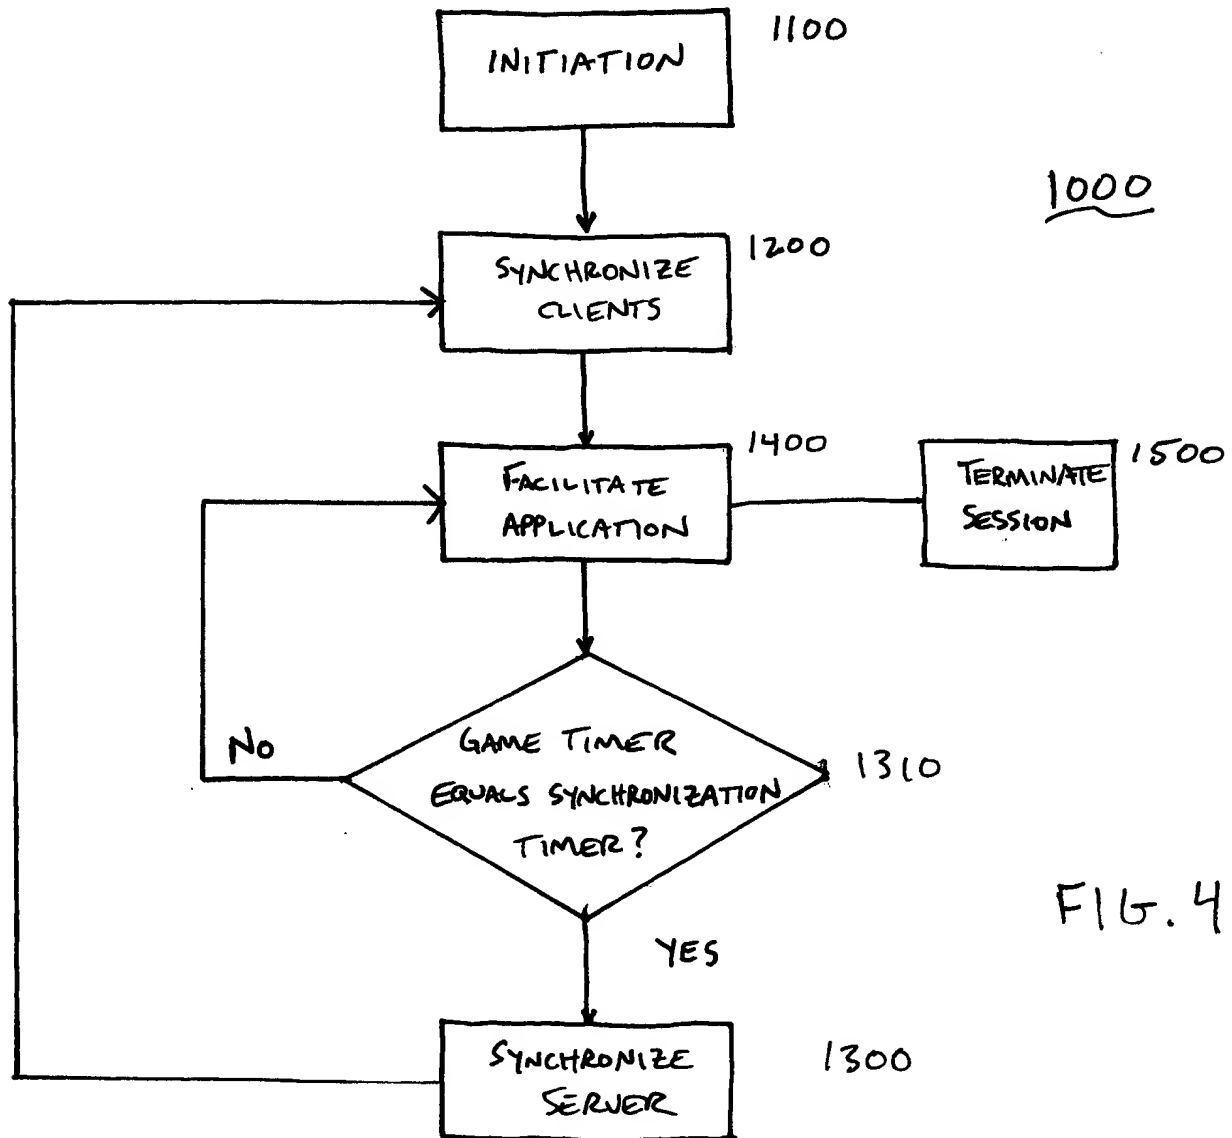 INITIATION
1100
1000
SYNCHRONIZE
CLIENTS
1200
FACILITATE
APPLICATION
1400
TERMINATE
SESSION
1500
NO
GAME TIMER
EQUALS SYNCHRONIZATION
TIMER?
1310
YES
FIG. 4
SYNCHRONIZE
SERVER
1300